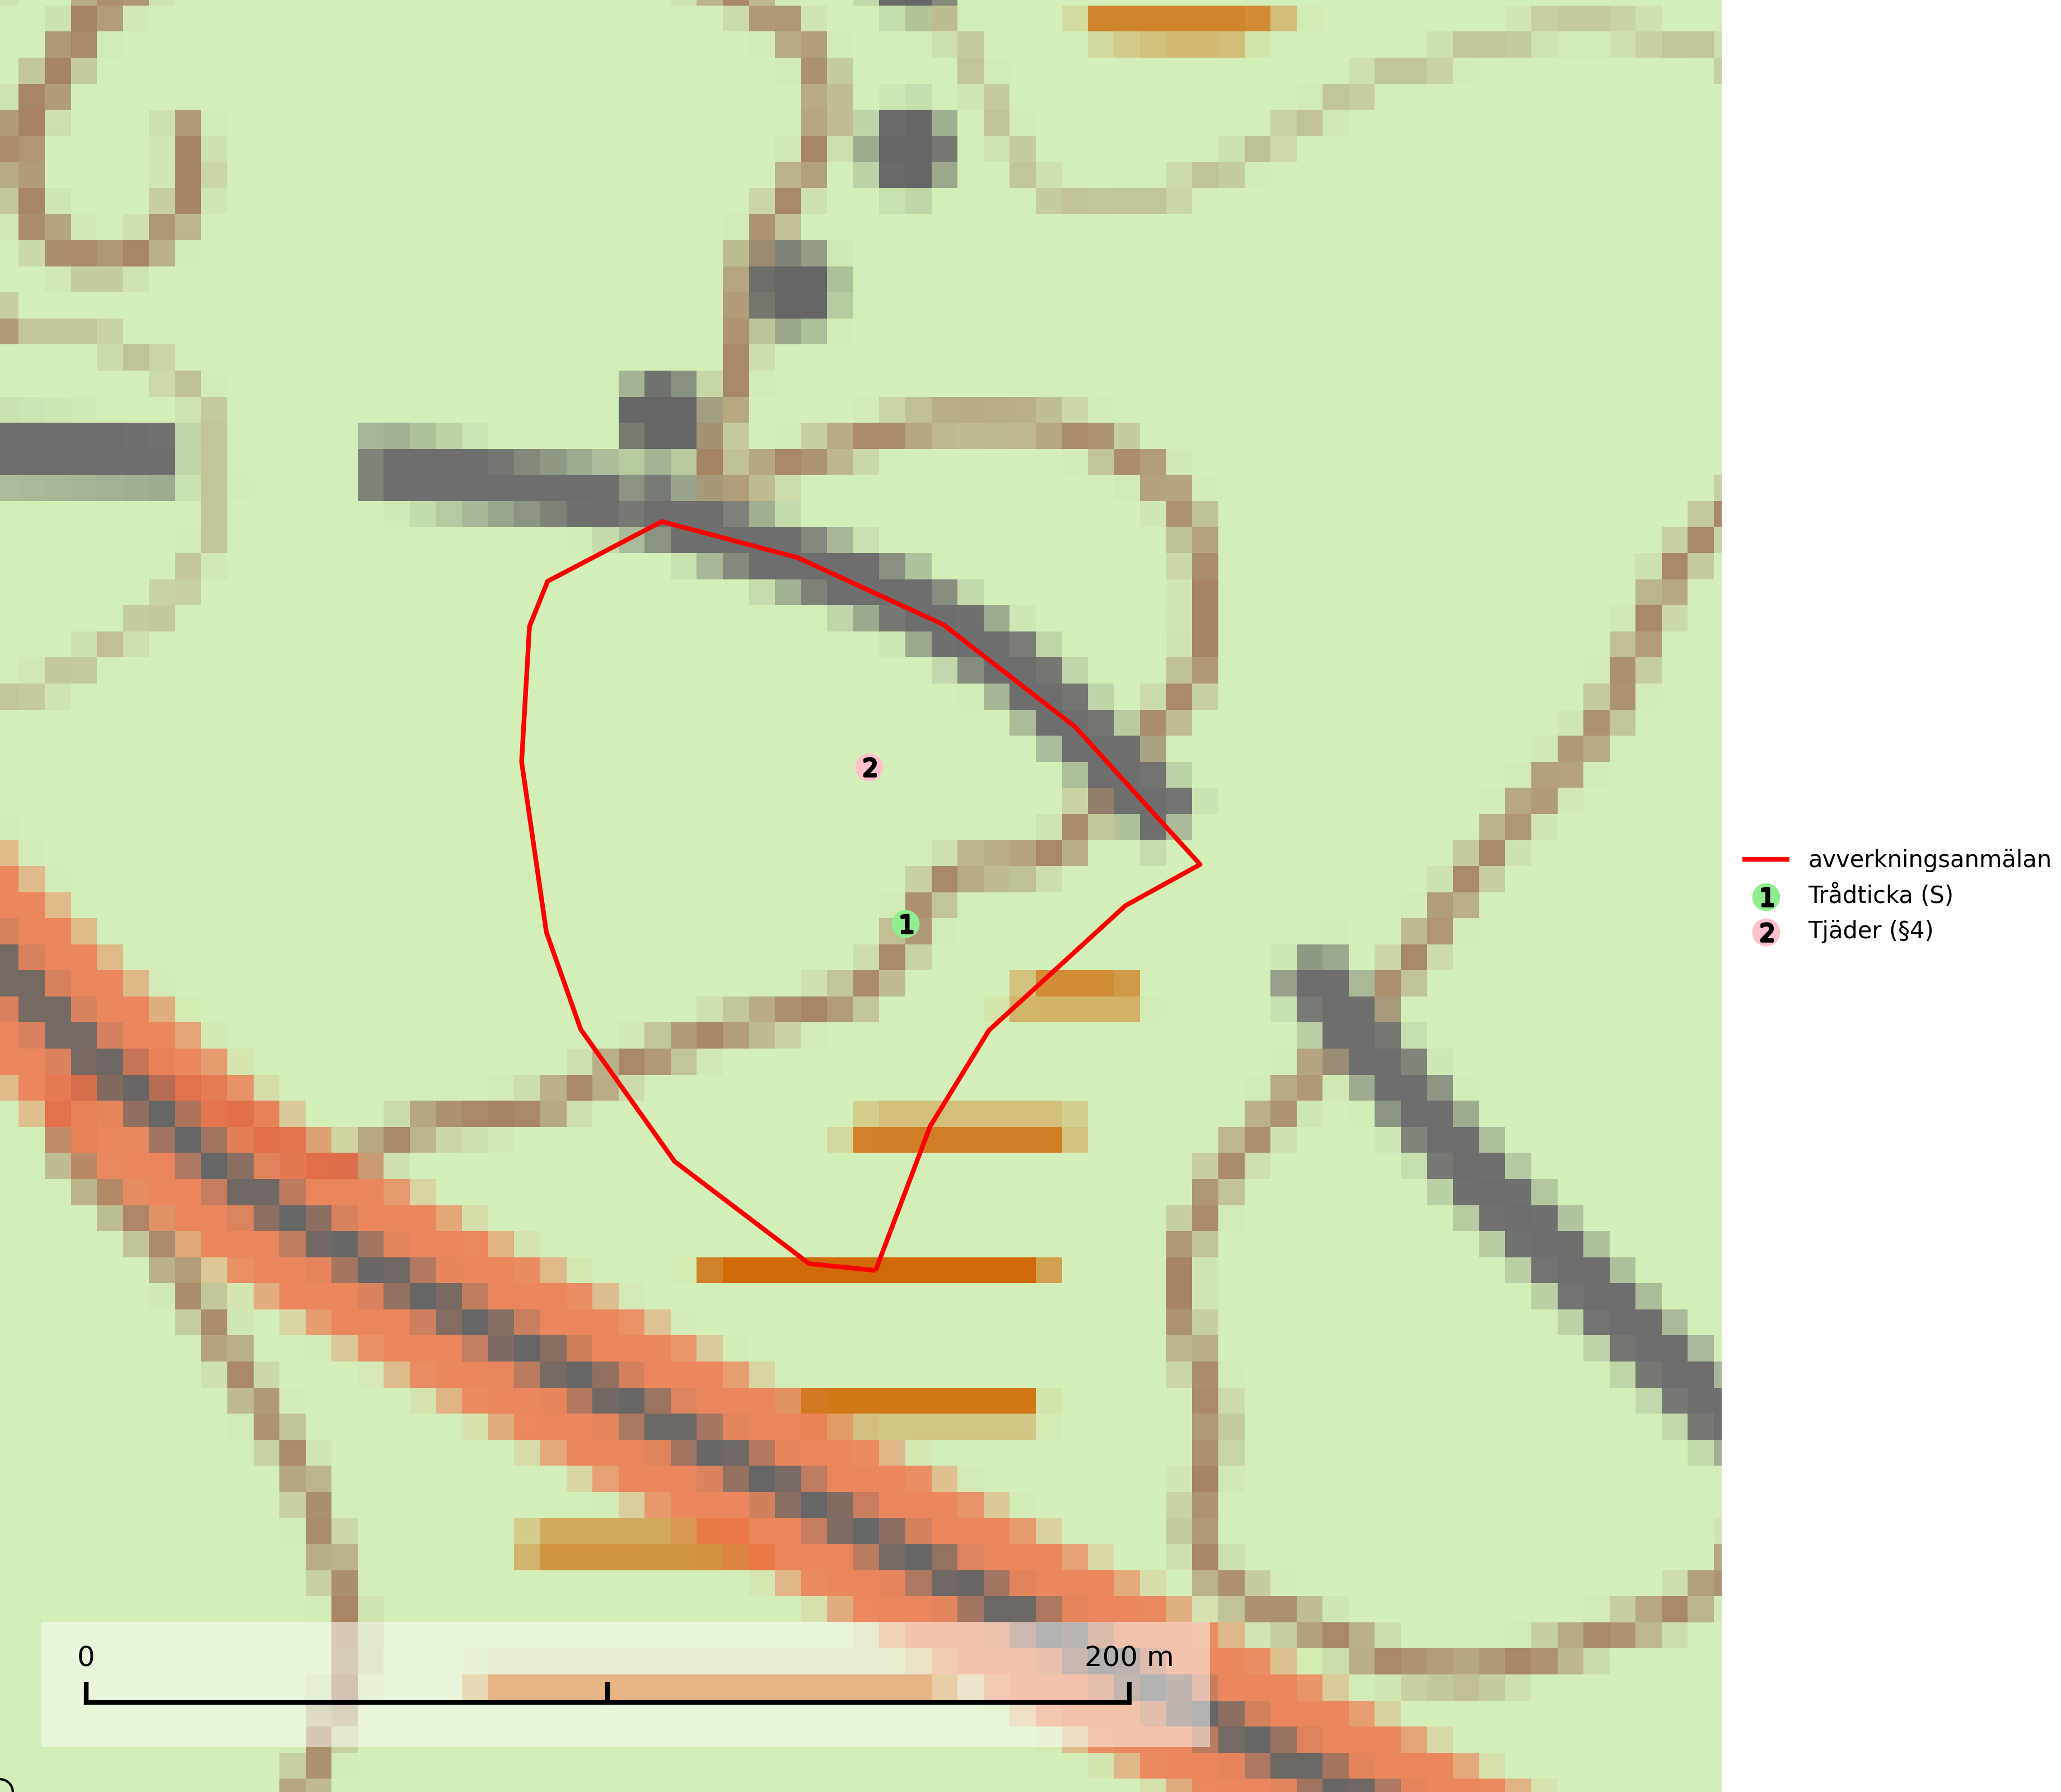 2
1
avverkningsanmälan
1 Trådticka (S)
2 Tjäder (§4)
0 200 m